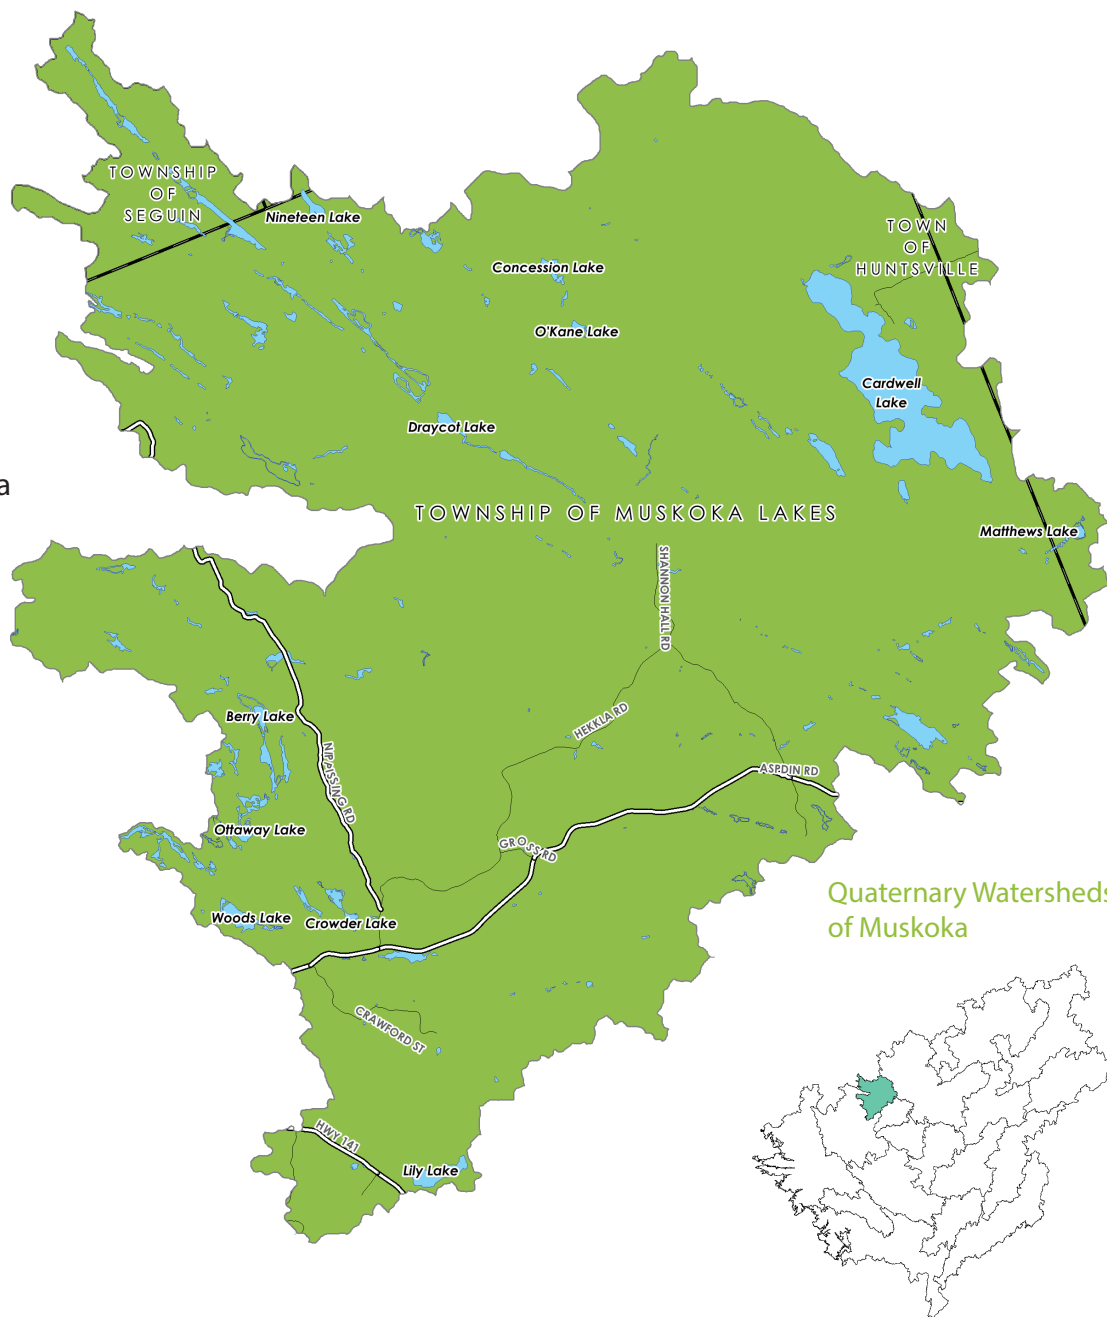 TOWNSHIP
OF
SEGUIN
Nineteen Lake
TOWN
OF
HUNTSVILLE
Concession Lake
O'Kane Lake
Cardwell
Lake
Draycot Lake
a
TOWNSHIP OF MUSKOKA LAKES
Matthews Lake
SHANNON HALL RD
HEKKLA RD
Berry Lake
NIPISSING RD
ASPDIN RD
Ottaway Lake
GROSS RD
Woods Lake
Crowder Lake
Quaternary Watersheds
of Muskoka
CRAWFORD ST
HWY 141
Lily Lake